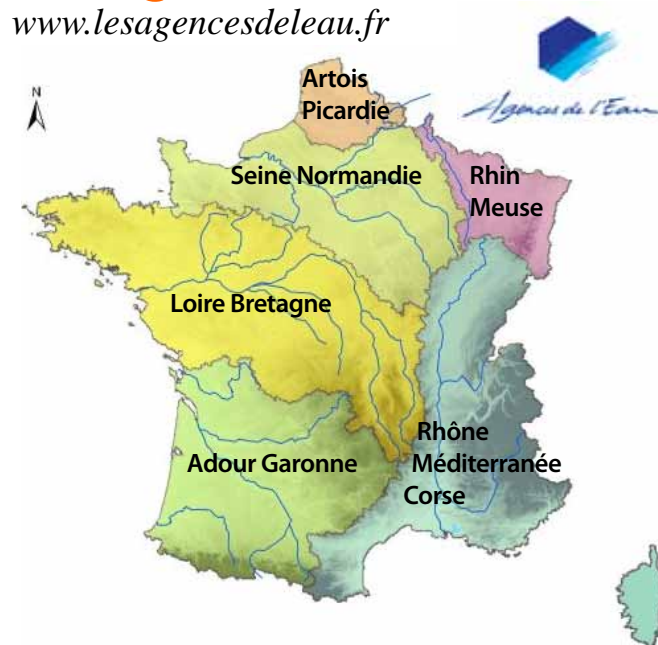 www.lesagencesdeleau.fr
Agences de l'Eau
N
Artois
Picardie
Seine Normandie
Rhin
Meuse
Loire Bretagne
Adour Garonne
Rhône
Méditerranée
Corse